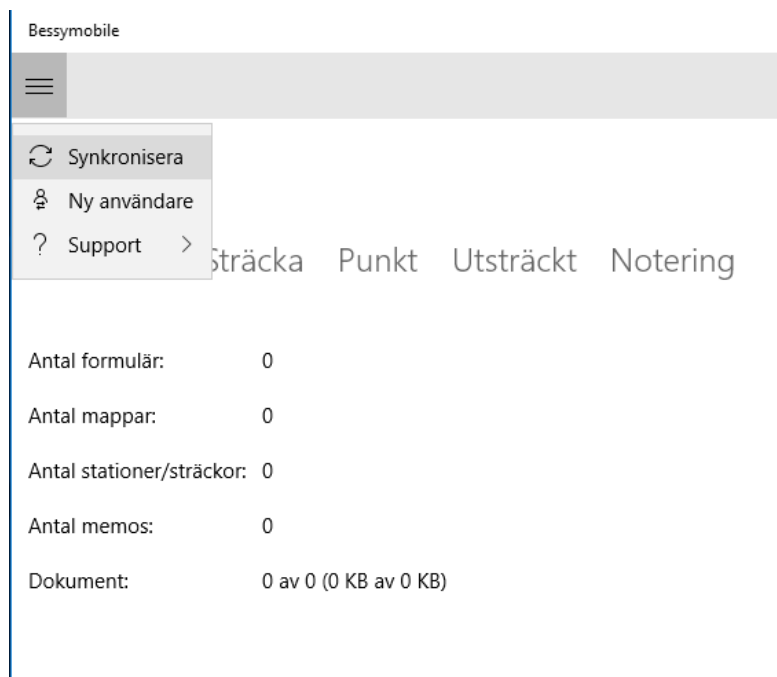 Bessymobile
Synkronisera
Ny användare
Support
Sträcka Punkt Utsträckt Notering
Antal formulär: 0
Antal mappar: 0
Antal stationer/sträckor: 0
Antal memos: 0
Dokument: 0 av 0 (0 KB av 0 KB)